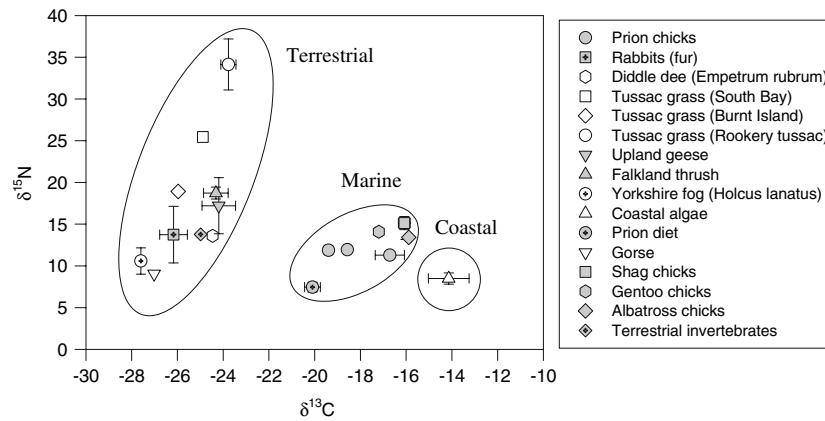 40
35
30
25
20
15
10
5
0
δ15N
Terrestrial
Marine
Coastal
-30 -28 -26 -24 -22 -20 -18 -16 -14 -12 -10
δ13C
Prion chicks
Rabbits (fur)
Diddle dee (Empetrum rubrum)
Tussac grass (South Bay)
Tussac grass (Burnt Island)
Tussac grass (Rookery tussac)
Upland geese
Falkland thrush
Yorkshire fog (Holcus lanatus)
Coastal algae
Prion diet
Gorse
Shag chicks
Gentoo chicks
Albatross chicks
Terrestrial invertebrates